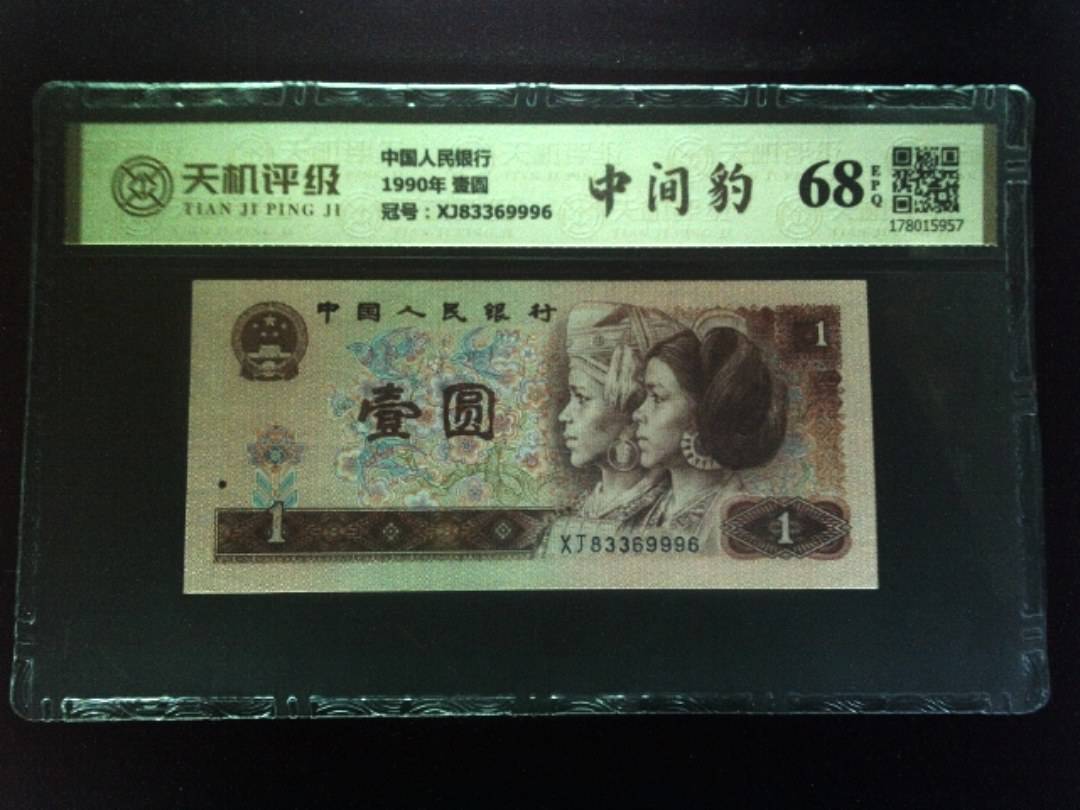 天机评级
TIAN JI PING JI
中国人民银行
1990年 壹圆
冠号：XJ83369996
中间豹
68
EPQ
178015957
中国人民银行
1
壹圆
1
1
XJ83369996